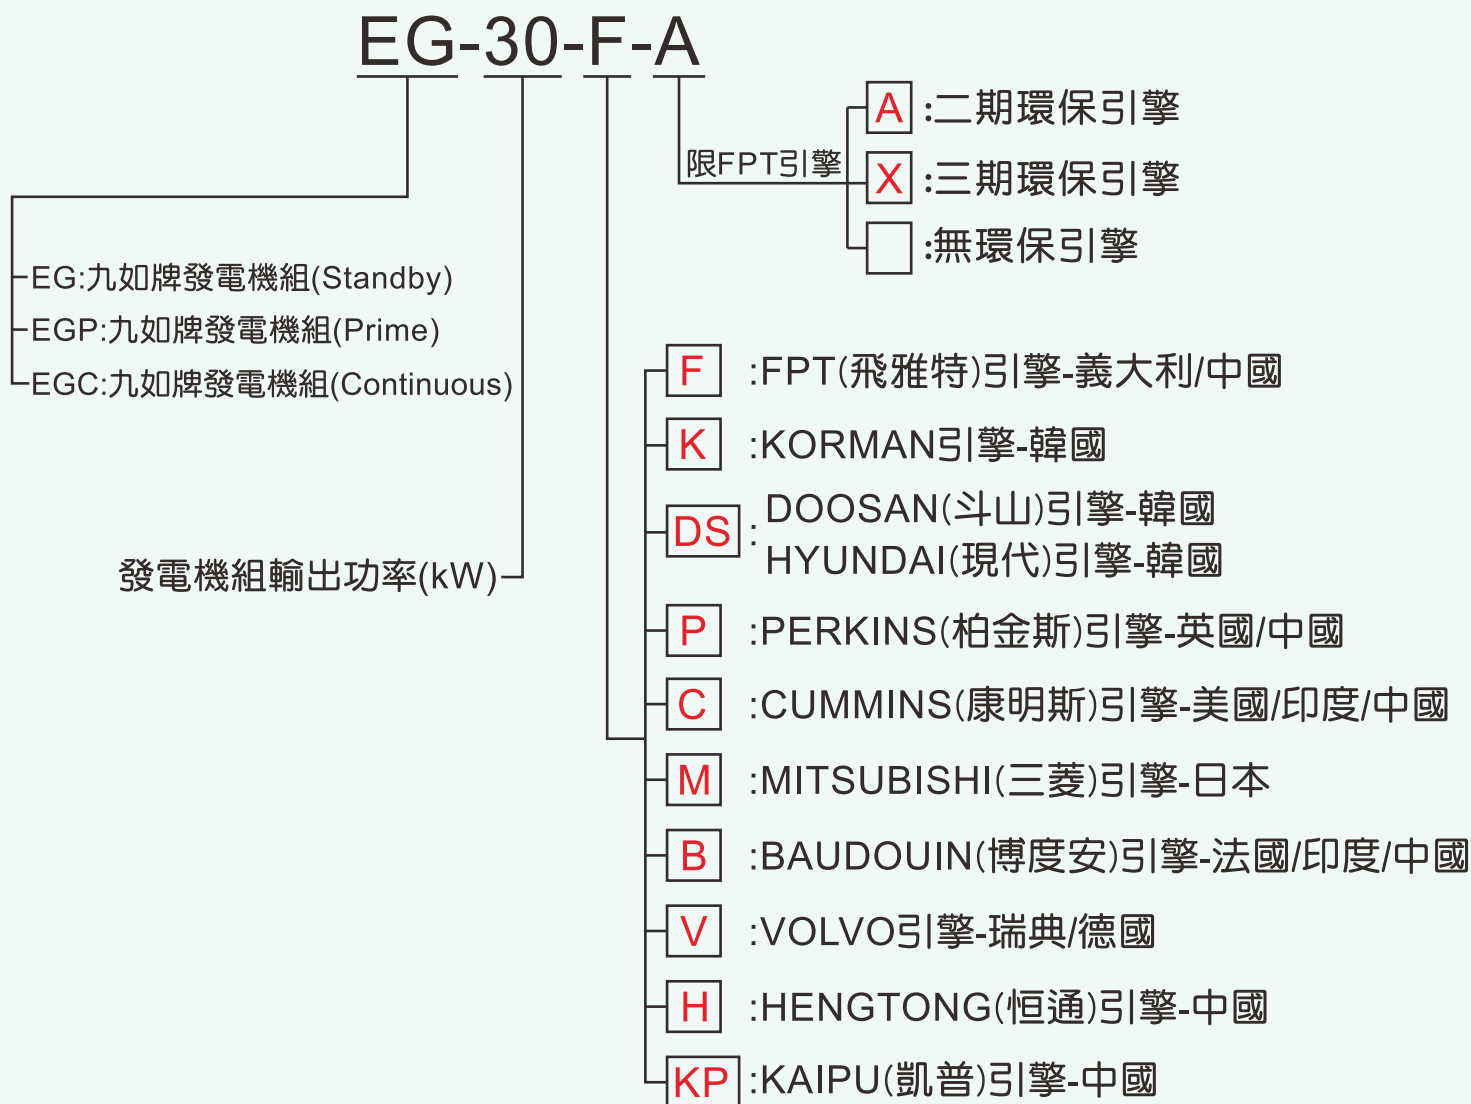 EG-30-F-A
限FPT引擎
A :二期環保引擎
X :三期環保引擎
:無環保引擎
EG:九如牌發電機組(Standby)
EGP:九如牌發電機組(Prime)
EGC:九如牌發電機組(Continuous)
發電機組輸出功率(kW)
F :FPT(飛雅特)引擎-義大利/中國
K :KORMAN引擎-韓國
DS : DOOSAN(斗山)引擎-韓國
HYUNDAI(現代)引擎-韓國
P :PERKINS(柏金斯)引擎-英國/中國
C :CUMMINS(康明斯)引擎-美國/印度/中國
M :MITSUBISHI(三菱)引擎-日本
B :BAUDOUIN(博度安)引擎-法國/印度/中國
V :VOLVO引擎-瑞典/德國
H :HENGTONG(恒通)引擎-中國
KP :KAIPU(凱普)引擎-中國